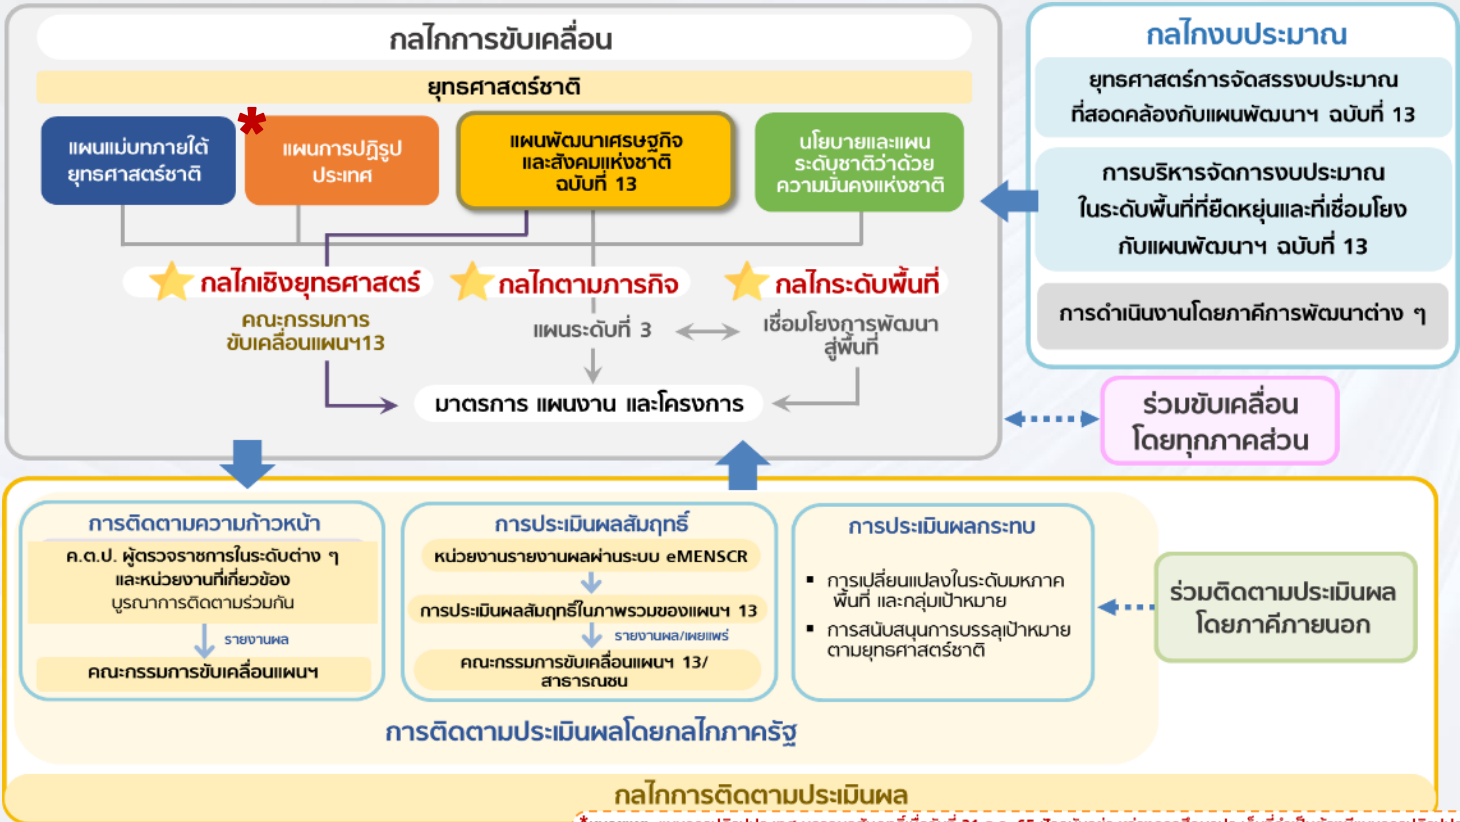 กลไกการขับเคลื่อน
ยุทธศาสตร์ชาติ
แผนแม่บทภายใต้
ยุทธศาสตร์ชาติ
*
แผนการปฏิรูป
ประเทศ
แผนพัฒนาเศรษฐกิจ
และสังคมแห่งชาติ
ฉบับที่ 13
นโยบายและแผน
ระดับชาติว่าด้วย
ความมั่นคงแห่งชาติ
กลไกเชิงยุทธศาสตร์
คณะกรรมการ
ขับเคลื่อนแผนฯ13
กลไกตามภารกิจ
แผนระดับที่ 3
กลไกระดับพื้นที่
เชื่อมโยงการพัฒนา
สู่พื้นที่
มาตรการ แผนงาน และโครงการ
กลไกงบประมาณ
ยุทธศาสตร์การจัดสรรงบประมาณ
ที่สอดคล้องกับแผนพัฒนาฯ ฉบับที่ 13
การบริหารจัดการงบประมาณ
ในระดับพื้นที่ที่ยืดหยุ่นและที่เชื่อมโยง
กับแผนพัฒนาฯ ฉบับที่ 13
การดำเนินงานโดยภาคีการพัฒนาต่าง ๆ
ร่วมขับเคลื่อน
โดยทุกภาคส่วน
การติดตามความก้าวหน้า
ค.ต.ป. ผู้ตรวจราชการในระดับต่าง ๆ
และหน่วยงานที่เกี่ยวข้อง
บูรณาการติดตามร่วมกัน
รายงานผล
คณะกรรมการขับเคลื่อนแผนฯ
การประเมินผลสัมฤทธิ์
หน่วยงานรายงานผลผ่านระบบ eMENSCR
การประเมินผลสัมฤทธิ์ในภาพรวมของแผนฯ 13
รายงานผล/เผยแพร่
คณะกรรมการขับเคลื่อนแผนฯ 13/
สาธารณชน
การประเมินผลกระทบ
▪ การเปลี่ยนแปลงในระดับมหภาค
พื้นที่ และกลุ่มเป้าหมาย
▪ การสนับสนุนการบรรลุเป้าหมาย
ตามยุทธศาสตร์ชาติ
ร่วมติดตามประเมินผล
โดยภาคีภายนอก
การติดตามประเมินผลโดยกลไกภาครัฐ
กลไกการติดตามประเมินผล